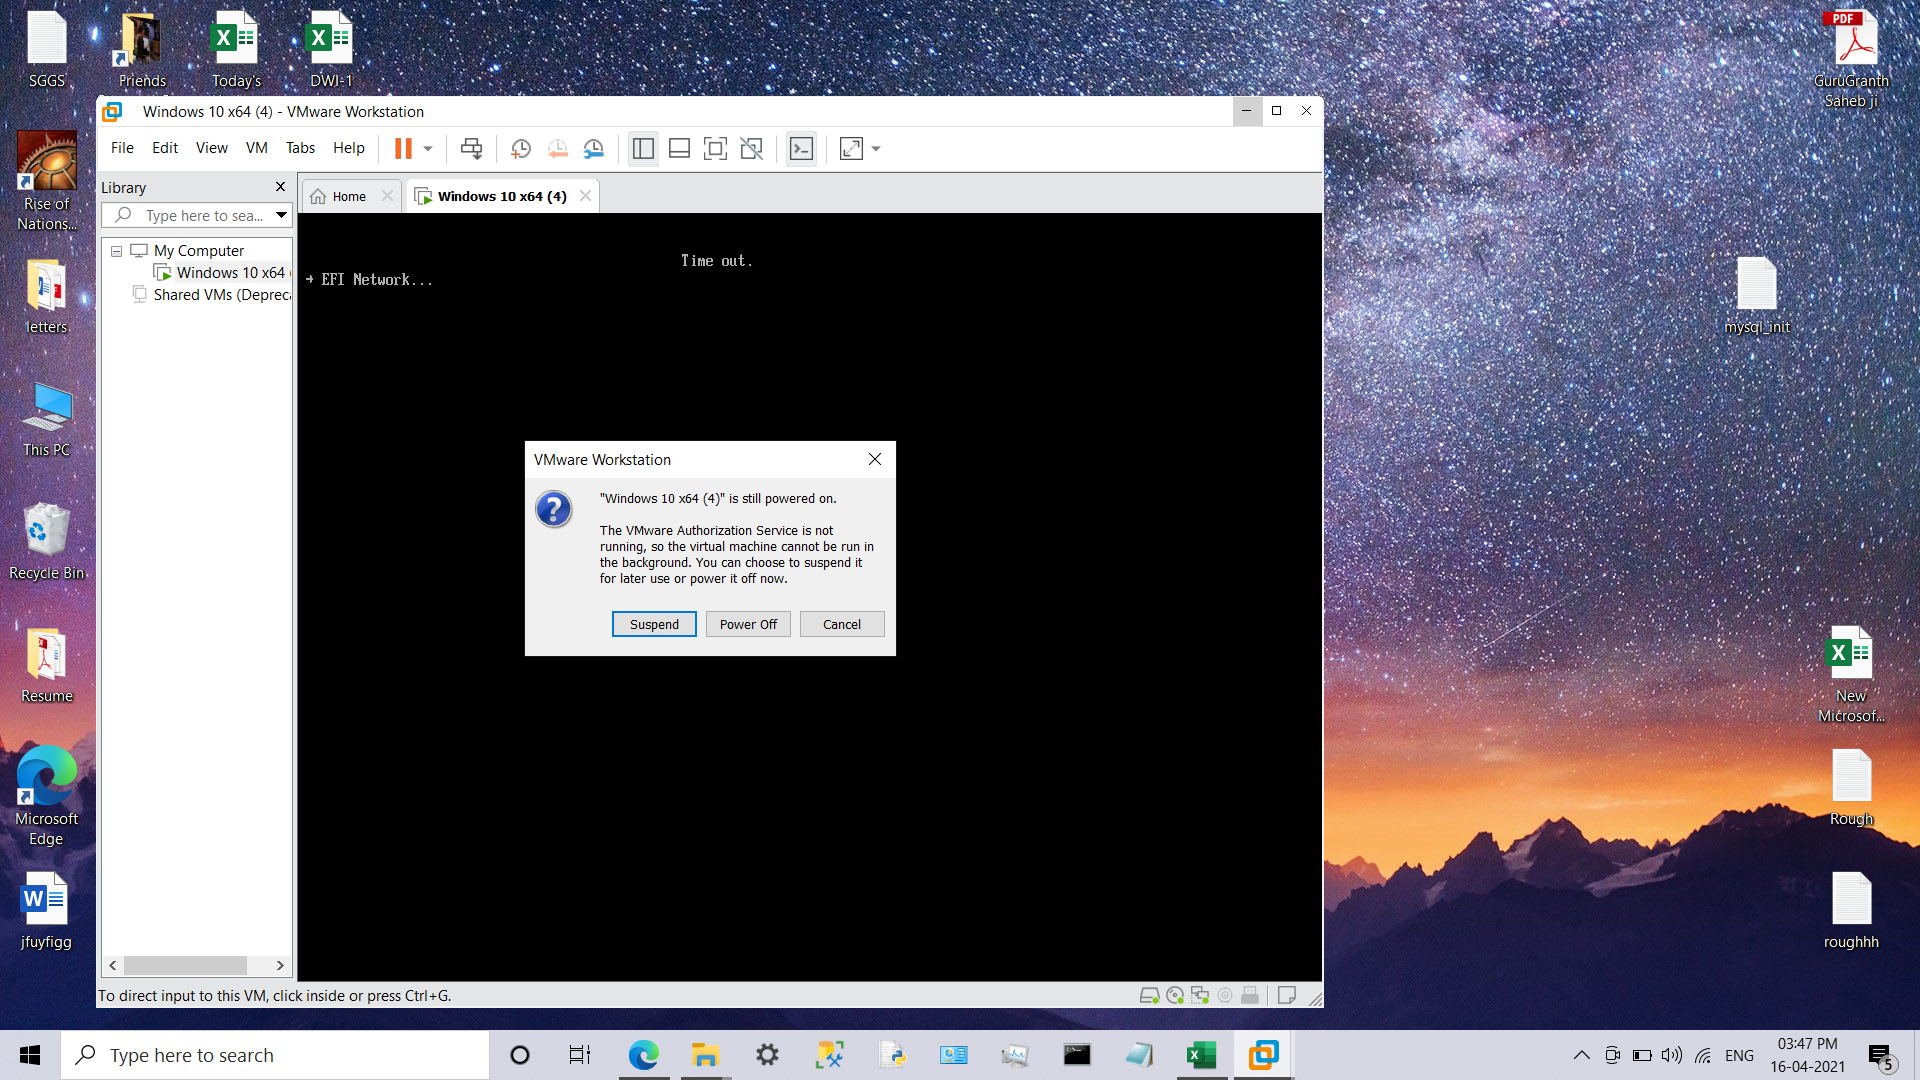 SGGS
Friends
Today's
DWI-1
PDF
GuruGranth
Saheb ji
Windows 10 x64 (4) - VMware Workstation
File Edit View VM Tabs Help
Library
Type here to sea...
Home
Windows 10 x64 (4)
My Computer
Windows 10 x64 (
Shared VMs (Depreca
Time out.
EFI Network...
VMware Workstation
"Windows 10 x64 (4)" is still powered on.
The VMware Authorization Service is not
running, so the virtual machine cannot be run in
the background. You can choose to suspend it
for later use or power it off now.
Suspend
Power Off
Cancel
To direct input to this VM, click inside or press Ctrl+G.
Rise of
Nations...
letters
This PC
Recycle Bin
Resume
Microsoft
Edge
jfuyfigg
mysql_init
New
Microsof...
Rough
roughhh
Type here to search
ENG
03:47 PM
16-04-2021
5